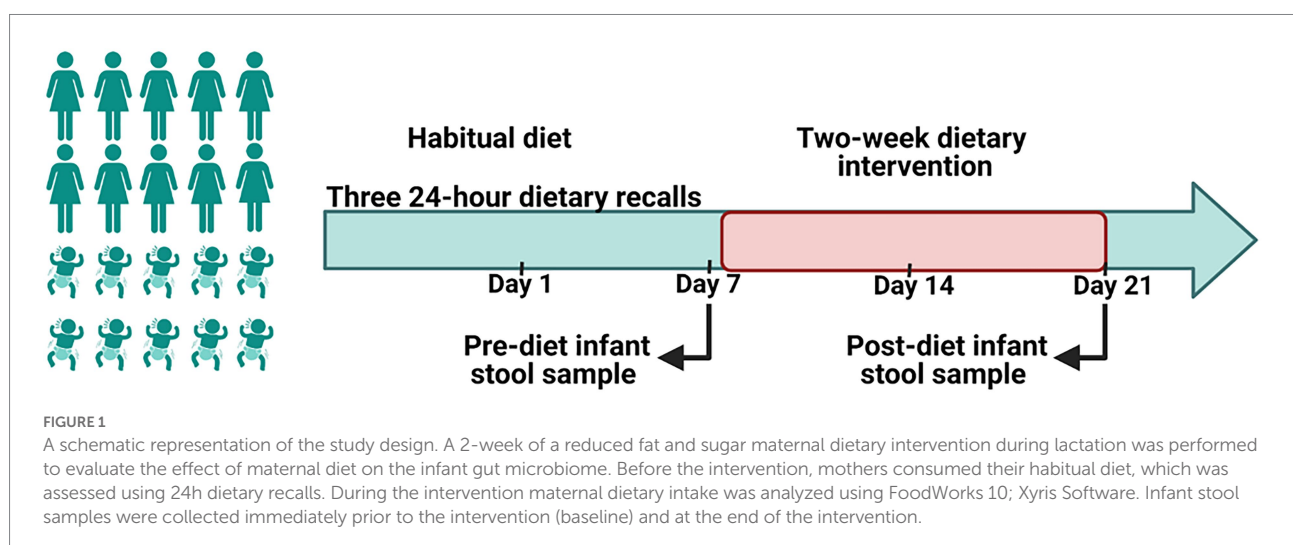 Habitual diet
Two-week dietary
intervention
Three 24-hour dietary recalls
Day 1
Day 7
Day 14
Day 21
Pre-diet infant
stool sample
Post-diet infant
stool sample
FIGURE 1
A schematic representation of the study design. A 2-week of a reduced fat and sugar maternal dietary intervention during lactation was performed
to evaluate the effect of maternal diet on the infant gut microbiome. Before the intervention, mothers consumed their habitual diet, which was
assessed using 24h dietary recalls. During the intervention maternal dietary intake was analyzed using FoodWorks 10; Xyris Software. Infant stool
samples were collected immediately prior to the intervention (baseline) and at the end of the intervention.